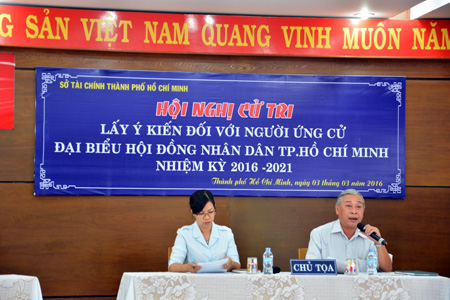 G SẢN VIỆT NAM QUANG VINH MUÔN NĂM
SỞ TÀI CHÍNH THÀNH PHỐ HỒ CHÍ MINH
HỘI NGHỊ CỬ TRI
LẤY Ý KIẾN ĐỐI VỚI NGƯỜI ỨNG CỬ
ĐẠI BIỂU HỘI ĐỒNG NHÂN DÂN TP.HỒ CHÍ MINH
NHIỆM KỲ 2016 -2021
Thành phố Hồ Chí Minh, ngày 03 tháng 03 năm 2016
CHỦ TỌA